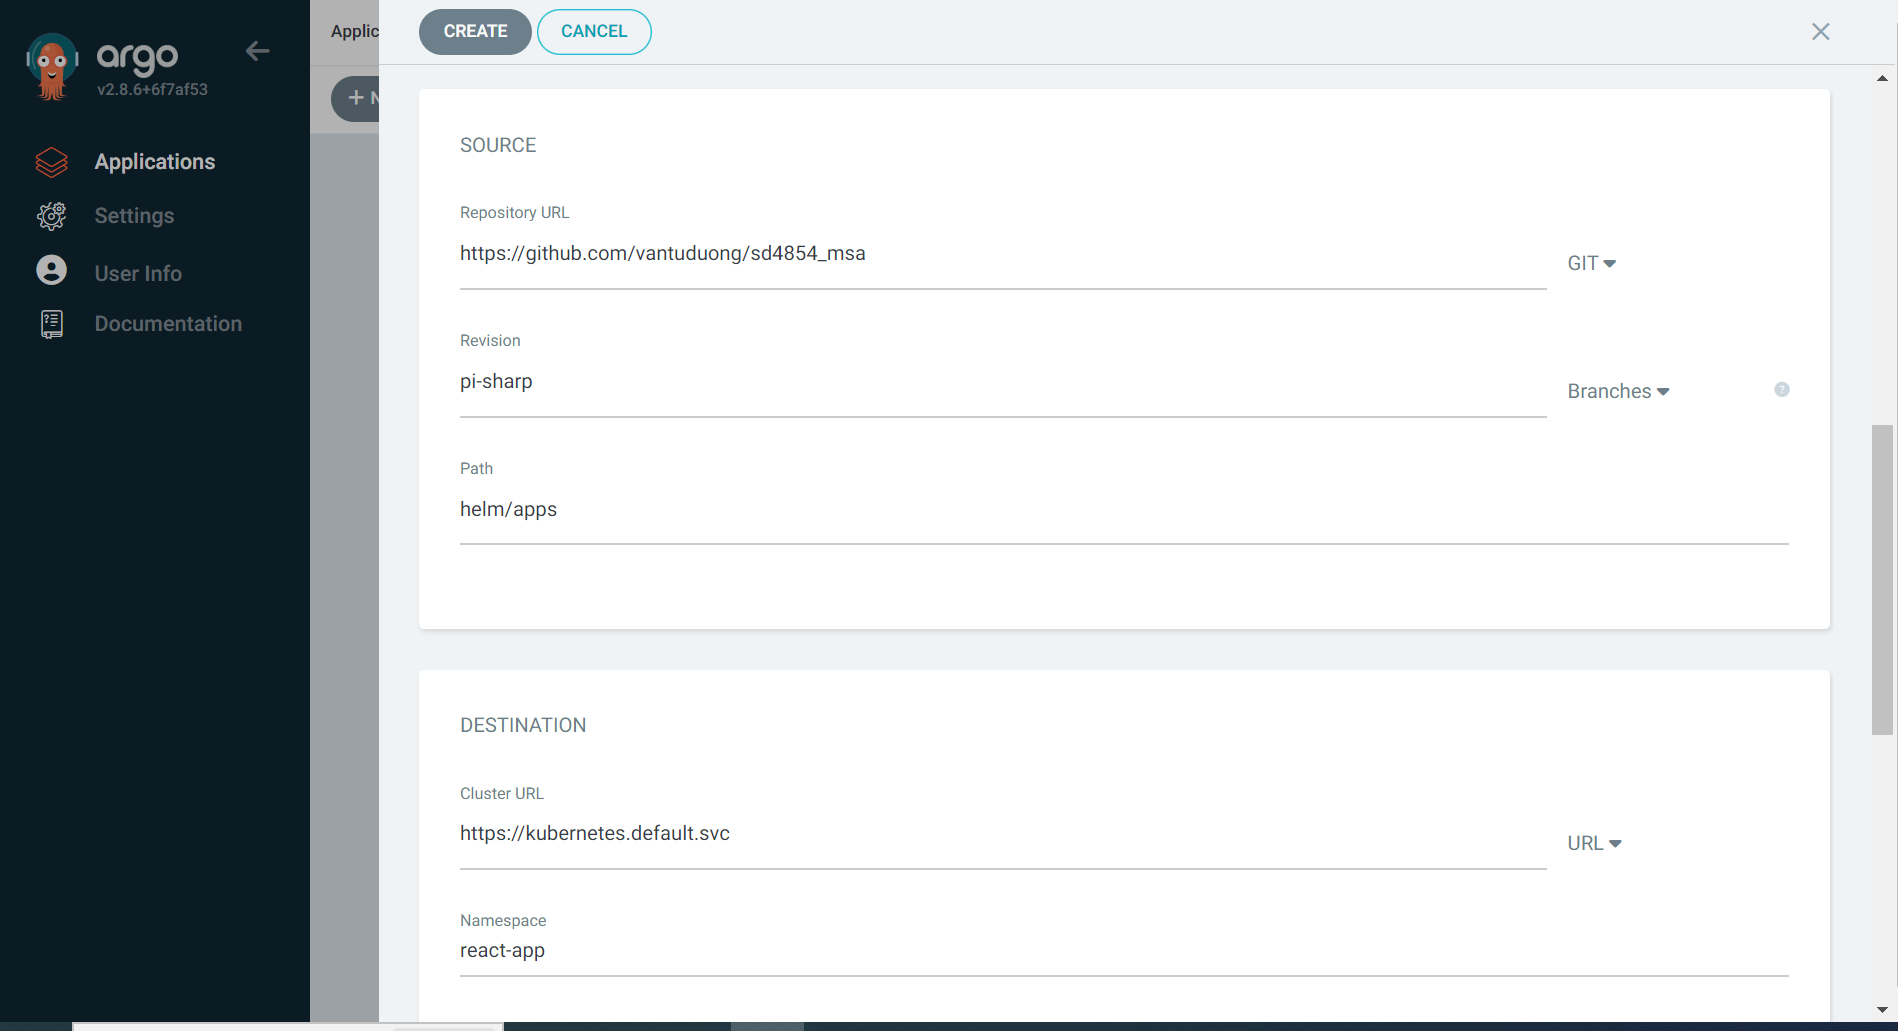 argo
v2.8.6+6f7af53
Applications
Settings
User Info
Documentation
Applic
+ N
CREATE
CANCEL
SOURCE
Repository URL
https://github.com/vantuduong/sd4854_msa
GIT
Revision
pi-sharp
Branches
?
Path
helm/apps
DESTINATION
Cluster URL
https://kubernetes.default.svc
URL
Namespace
react-app